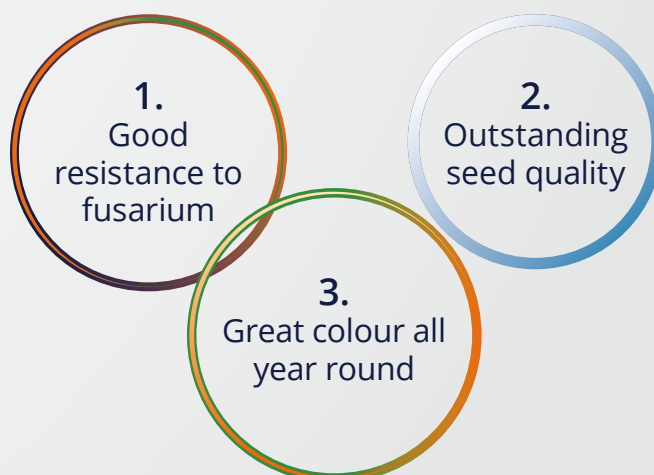 1.
Good
resistance to
fusarium
2.
Outstanding
seed quality
3.
Great colour all
year round